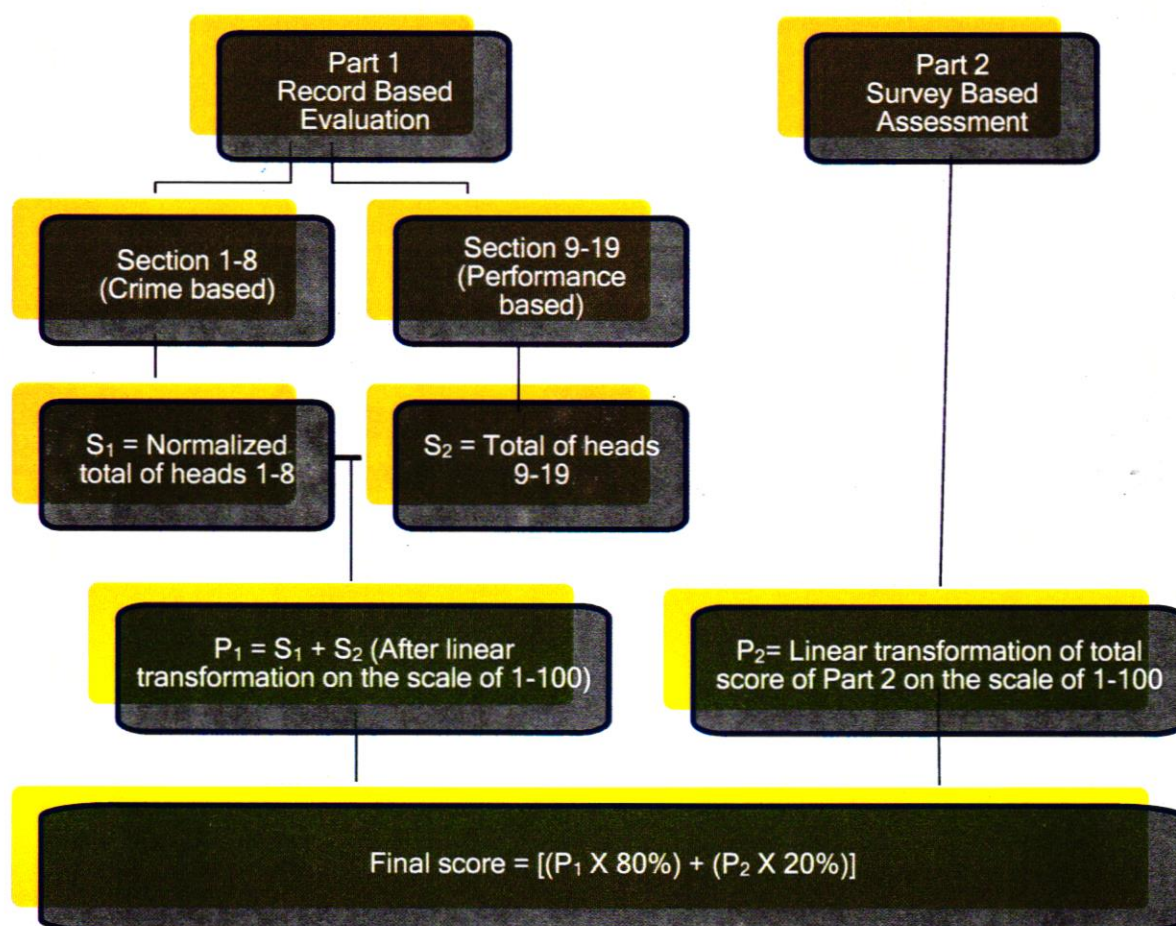 Part 1
Record Based
Evaluation
Part 2
Survey Based
Assessment
Section 1-8
(Crime based)
Section 9-19
(Performance
based)
S₁ = Normalized
total of heads 1-8
S₂ = Total of heads
9-19
P₁ = S₁ + S₂ (After linear
transformation on the scale of 1-100)
P₂= Linear transformation of total
score of Part 2 on the scale of 1-100
Final score = [(P₁ X 80%) + (P₂ X 20%)]